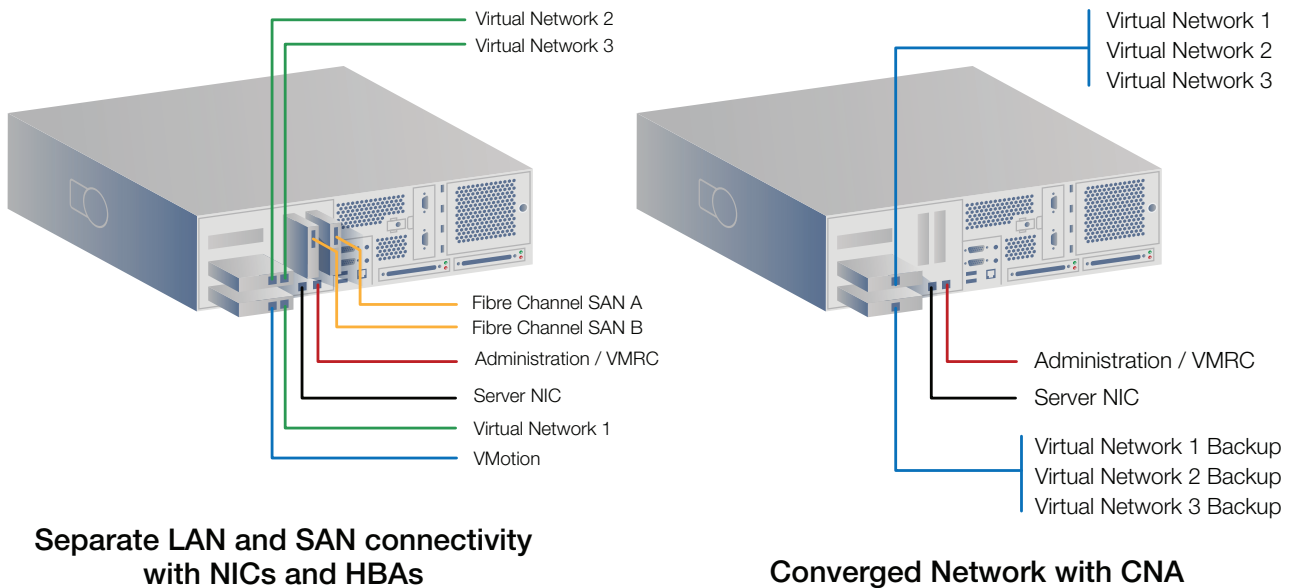 Virtual Network 2
Virtual Network 3
Fibre Channel SAN A
Fibre Channel SAN B
Administration / VMRC
Server NIC
Virtual Network 1
VMotion
Separate LAN and SAN connectivity
with NICs and HBAs
Virtual Network 1
Virtual Network 2
Virtual Network 3
Administration / VMRC
Server NIC
Virtual Network 1 Backup
Virtual Network 2 Backup
Virtual Network 3 Backup
Converged Network with CNA